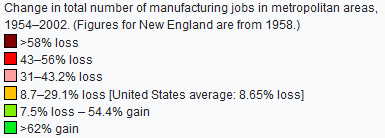 Change in total number of manufacturing jobs in metropolitan areas,
1954–2002. (Figures for New England are from 1958.)
>58% loss
43–56% loss
31–43.2% loss
8.7–29.1% loss [United States average: 8.65% loss]
7.5% loss – 54.4% gain
>62% gain